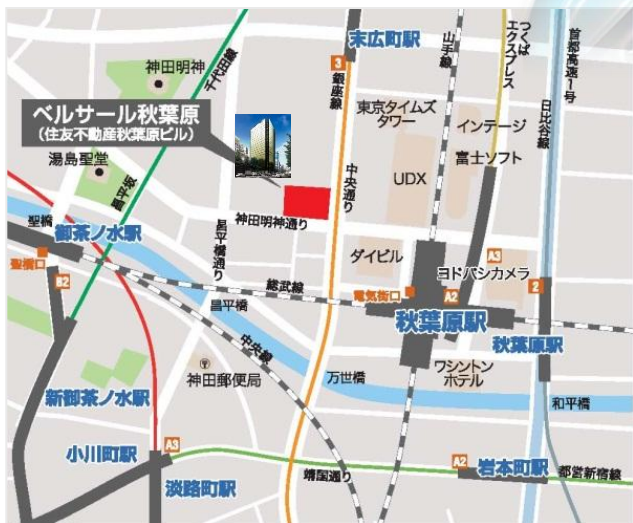 末広町駅
3
銀座線
山手線
つくば
エクスプレス
首都高速1号
日比谷線
神田明神
千代田線
ベルサール秋葉原
(住友不動産秋葉原ビル)
東京タイムズ
タワー
インテージ
富士ソフト
UDX
湯島聖堂
昌平坂
中央通り
神田明神通り
聖橋
御茶ノ水駅
聖橋口
B2
昌平橋通り
ダイビル
A3
ヨドバシカメラ
2
総武線
電気街口
A2
昌平橋
秋葉原駅
秋葉原駅
中央線
ワシントン
ホテル
神田郵便局
万世橋
和平橋
新御茶ノ水駅
小川町駅
A3
淡路町駅
靖国通り
A2
岩本町駅
都営新宿線